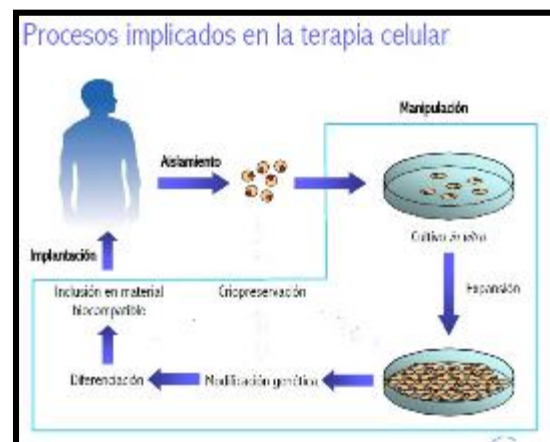 Procesos implicados en la terapia celular
Manipulación
Aislamiento
Cultivo in vitro
Implantación
Expansión
Inclusión en material
biocompatible
Criopreservación
Diferenciación
Modificación genética